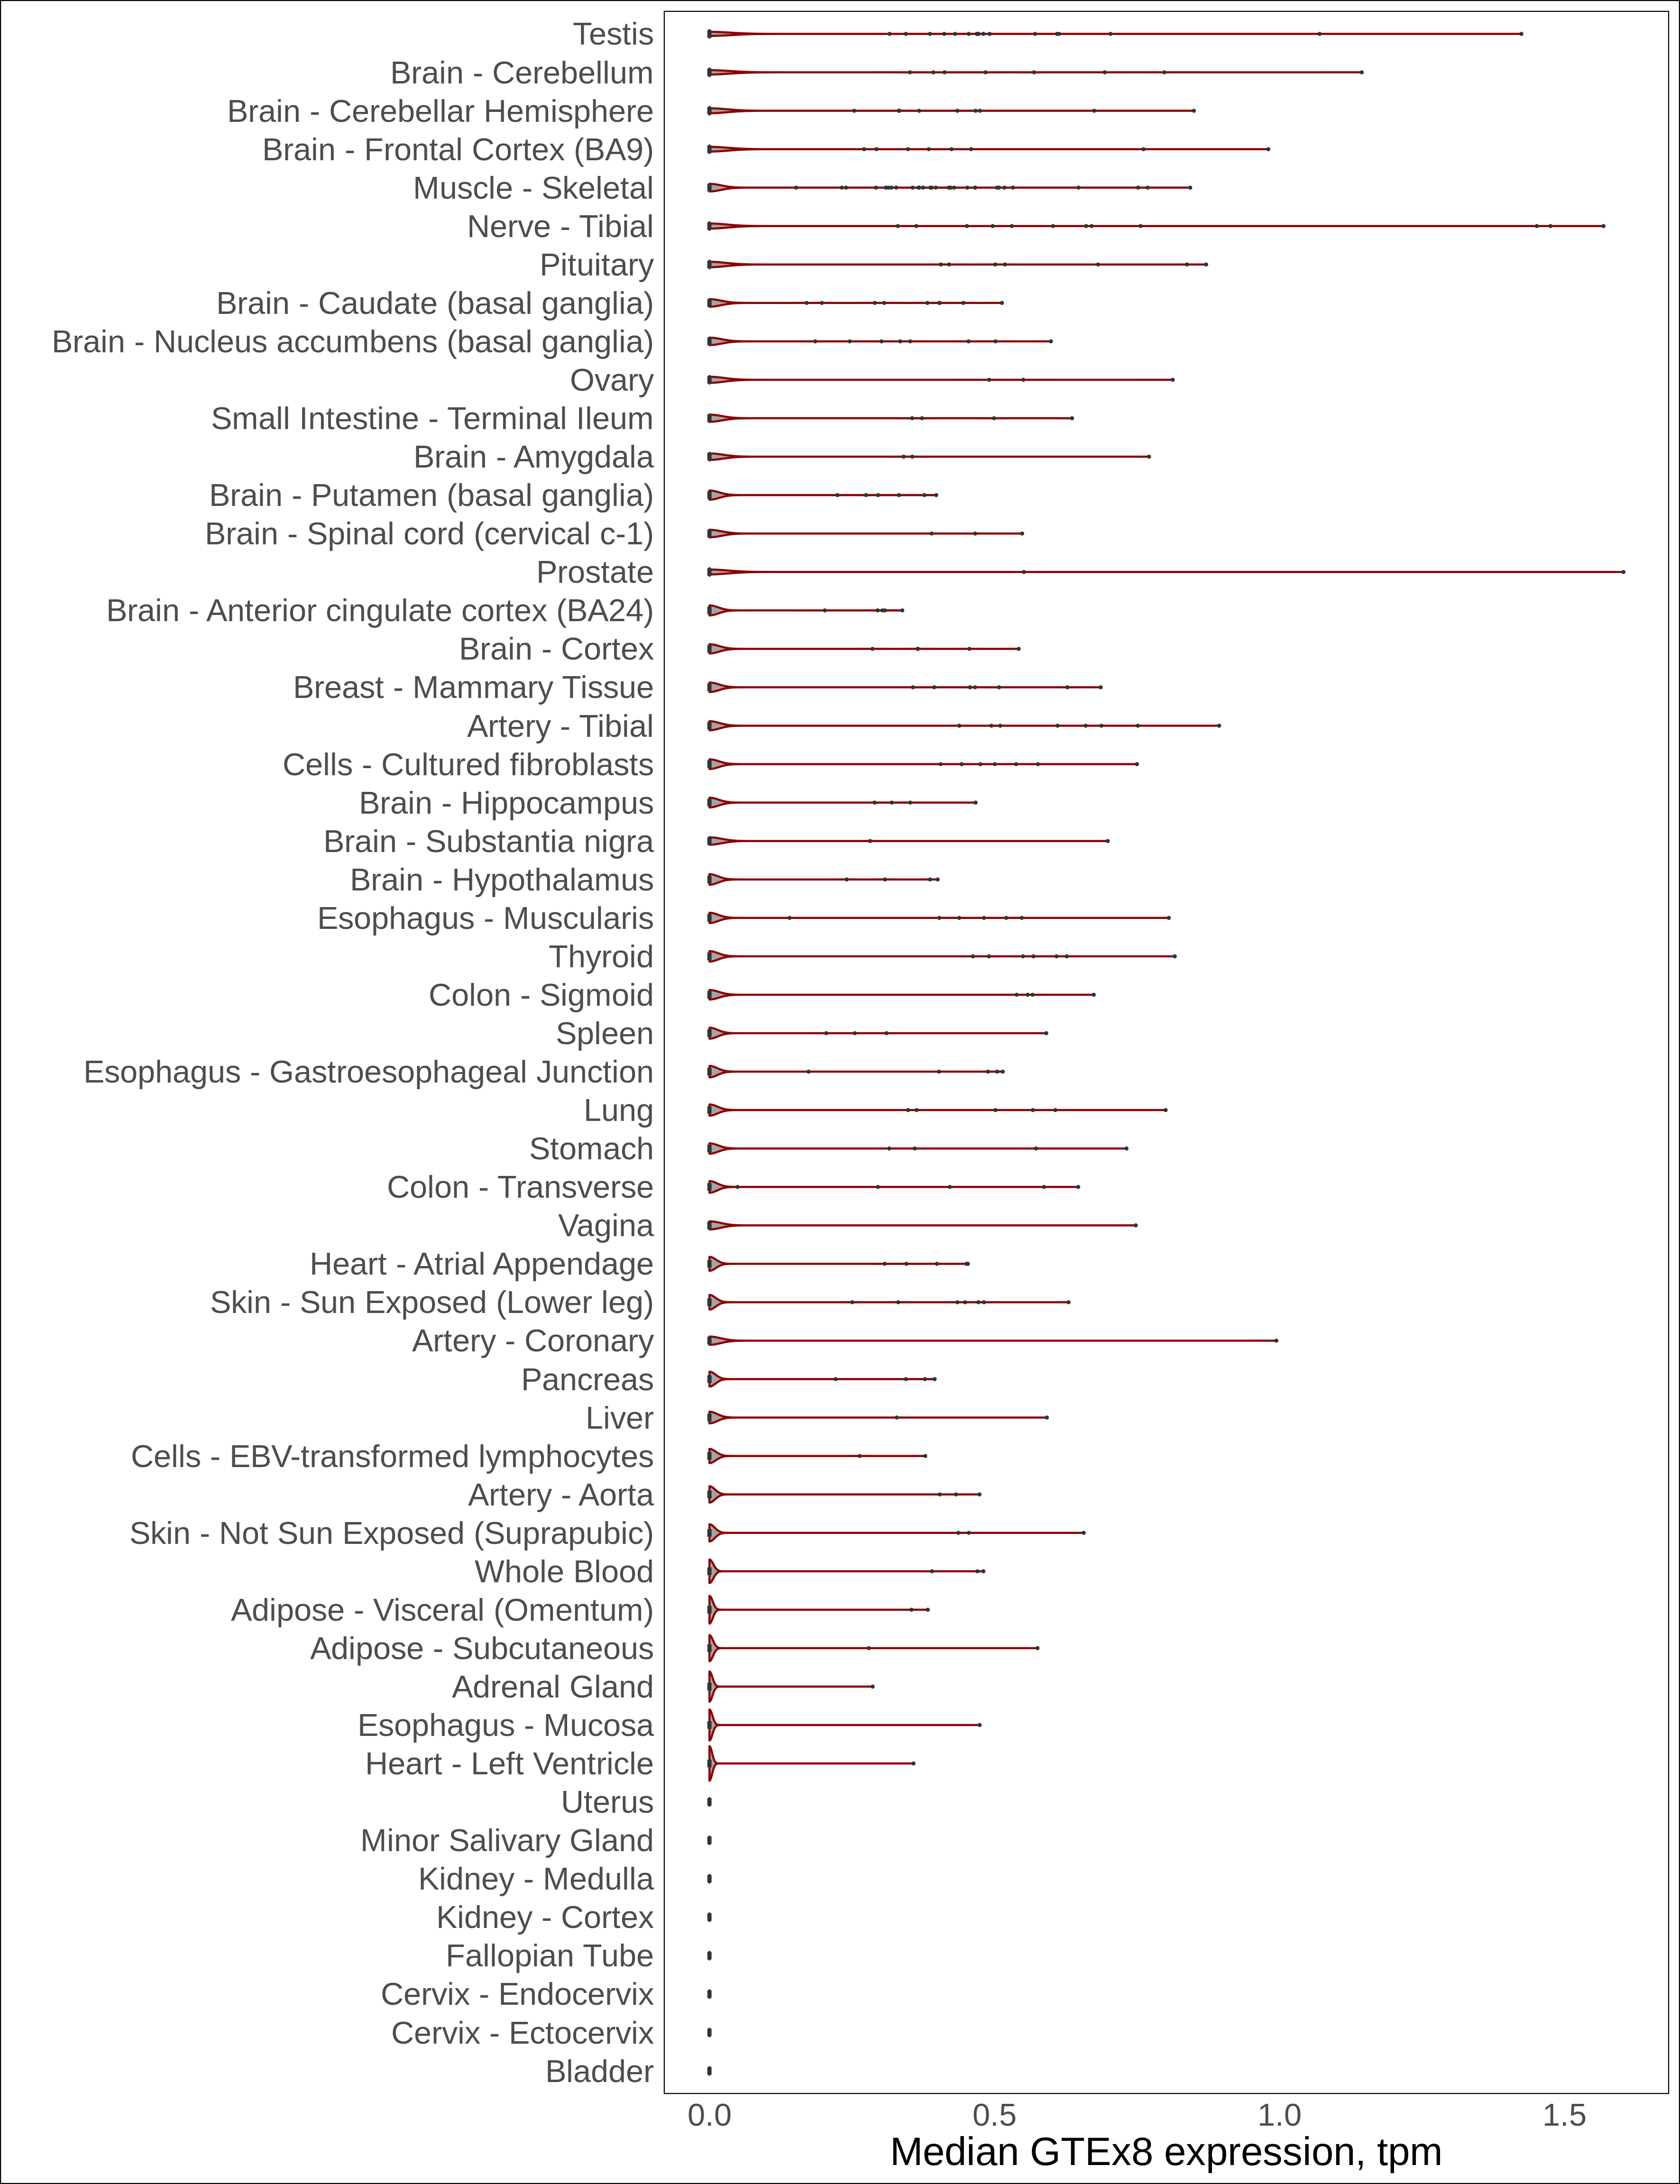 Testis
Brain - Cerebellum
Brain - Cerebellar Hemisphere
Brain - Frontal Cortex (BA9)
Muscle - Skeletal
Nerve - Tibial
Pituitary
Brain - Caudate (basal ganglia)
Brain - Nucleus accumbens (basal ganglia)
Ovary
Small Intestine - Terminal Ileum
Brain - Amygdala
Brain - Putamen (basal ganglia)
Brain - Spinal cord (cervical c-1)
Prostate
Brain - Anterior cingulate cortex (BA24)
Brain - Cortex
Breast - Mammary Tissue
Artery - Tibial
Cells - Cultured fibroblasts
Brain - Hippocampus
Brain - Substantia nigra
Brain - Hypothalamus
Esophagus - Muscularis
Thyroid
Colon - Sigmoid
Spleen
Esophagus - Gastroesophageal Junction
Lung
Stomach
Colon - Transverse
Vagina
Heart - Atrial Appendage
Skin - Sun Exposed (Lower leg)
Artery - Coronary
Pancreas
Liver
Cells - EBV-transformed lymphocytes
Artery - Aorta
Skin - Not Sun Exposed (Suprapubic)
Whole Blood
Adipose - Visceral (Omentum)
Adipose - Subcutaneous
Adrenal Gland
Esophagus - Mucosa
Heart - Left Ventricle
Uterus
Minor Salivary Gland
Kidney - Medulla
Kidney - Cortex
Fallopian Tube
Cervix - Endocervix
Cervix - Ectocervix
Bladder
0.0 0.5 1.0 1.5
Median GTEx8 expression, tpm